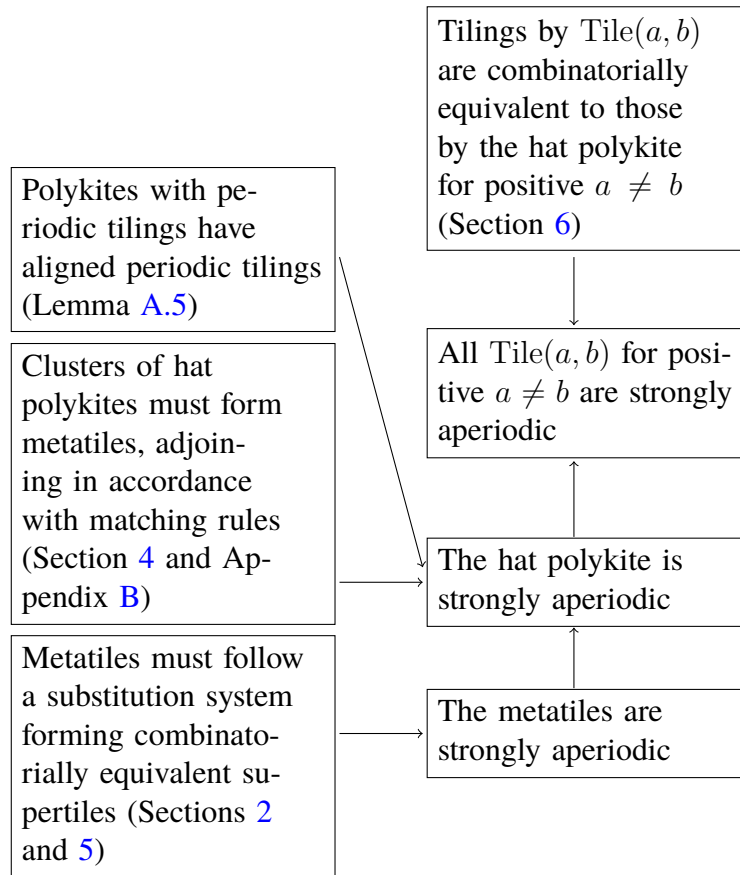 Tilings by Tile(a, b)
are combinatorially
equivalent to those
by the hat polykite
for positive a ≠ b
(Section 6)
Polykites with pe-
riodic tilings have
aligned periodic tilings
(Lemma A.5)
All Tile(a, b) for posi-
tive a ≠ b are strongly
aperiodic
Clusters of hat
polykites must form
metatiles, adjoin-
ing in accordance
with matching rules
(Section 4 and Ap-
pendix B)
The hat polykite is
strongly aperiodic
Metatiles must follow
a substitution system
forming combinato-
rially equivalent su-
pertiles (Sections 2
and 5)
The metatiles are
strongly aperiodic